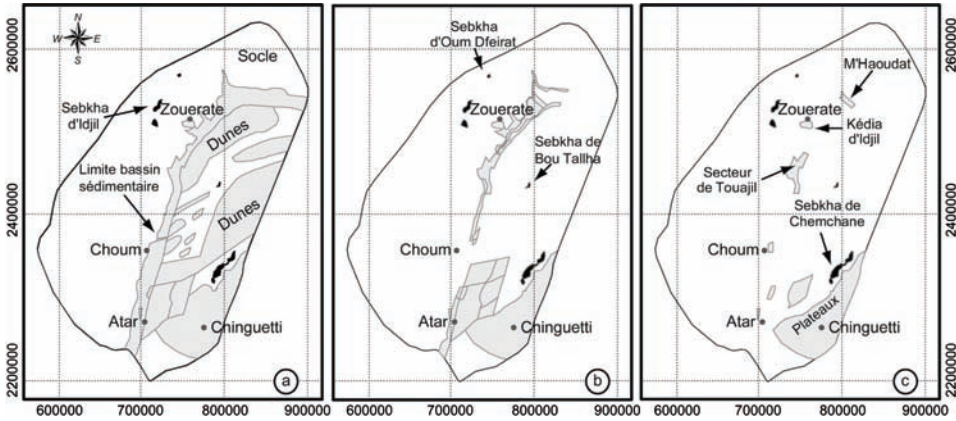 N
W E
S
Socle
Sebkha
d'Idjil
Zouerate
Dunes
Limite bassin
sédimentaire
Dunes
Choum
Atar
Chinguetti
a
Sebkha
d'Oum Dfeirat
Zouerate
Sebkha de
Bou Tallha
Choum
Atar
Chinguetti
b
M'Haoudat
Zouerate
Kédia
d'Idjil
Secteur
de Touajil
Sebkha de
Chemchane
Choum
Plateaux
Atar
Chinguetti
c
2600000
2400000
2200000
2600000
2400000
2200000
600000 700000 800000 900000
600000 700000 800000 900000
600000 700000 800000 900000